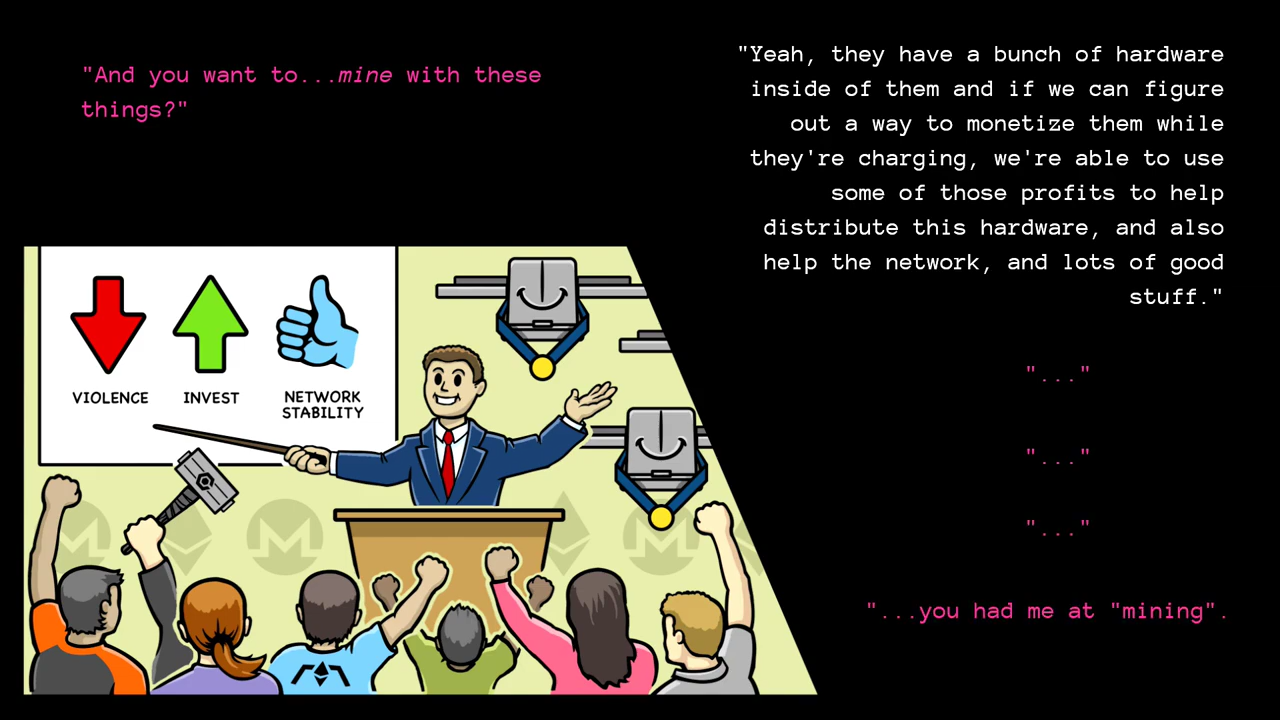 "And you want to...mine with these
things?"
"Yeah, they have a bunch of hardware
inside of them and if we can figure
out a way to monetize them while
they're charging, we're able to use
some of those profits to help
distribute this hardware, and also
help the network, and lots of good
stuff."
"..."
"..."
"..."
"...you had me at "mining".
VIOLENCE
INVEST
NETWORK
STABILITY